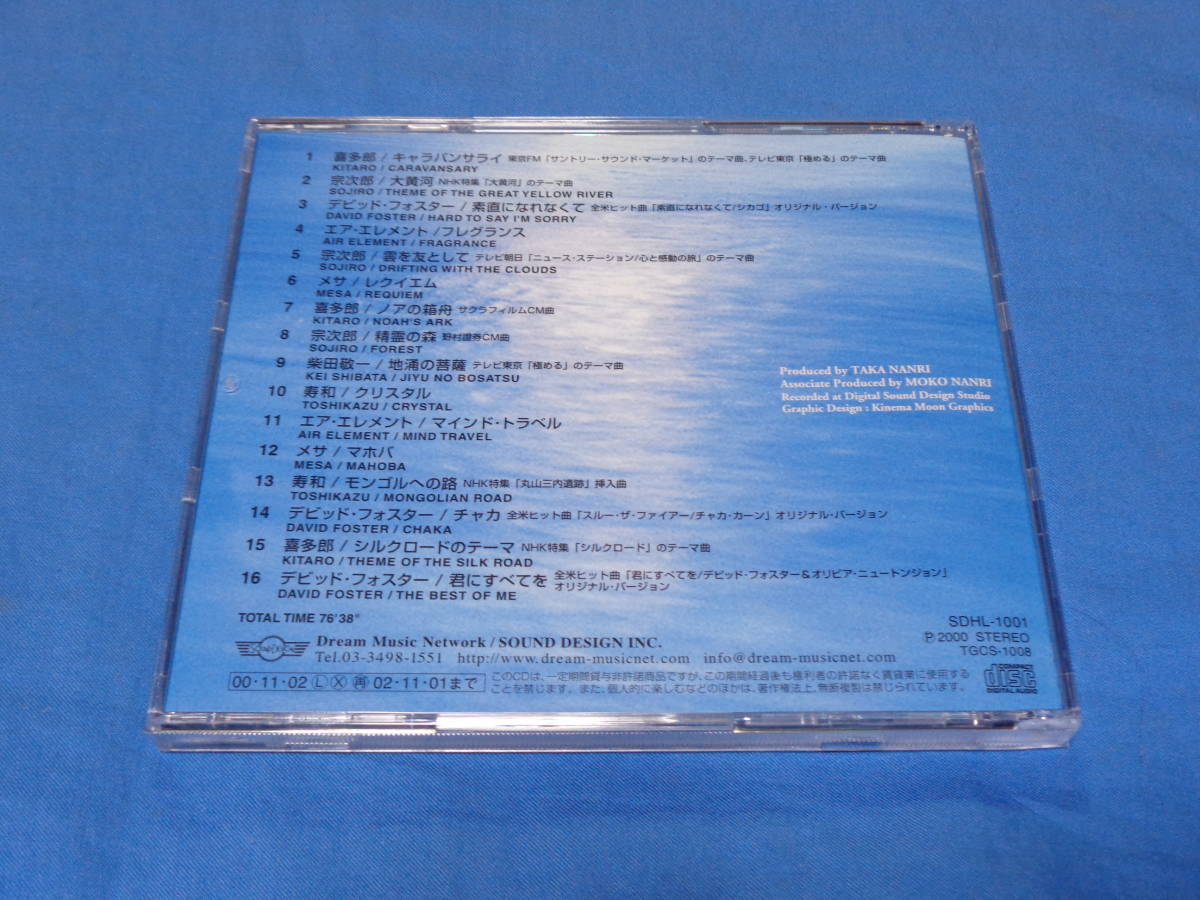 1 喜多郎 / キャラバンサライ 東京FM「サントリー・サウンド・マーケット」のテーマ曲、テレビ東京「極める」のテーマ曲
KITARO / CARAVANSARY
2 宗次郎 / 大黄河 NHK特集「大黄河」のテーマ曲
SOJIRO / THEME OF THE GREAT YELLOW RIVER
3 デビッド・フォスター / 素直になれなくて 全米ヒット曲「素直になれなくて/シカゴ」オリジナル・バージョン
DAVID FOSTER / HARD TO SAY I'M SORRY
4 エア・エレメント / フレグランス
AIR ELEMENT / FRAGRANCE
5 宗次郎 / 雲を友として テレビ朝日「ニュース・ステーション/心と感動の旅」のテーマ曲
SOJIRO / DRIFTING WITH THE CLOUDS
6 メサ / レクイエム
MESA / REQUIEM
7 喜多郎 / ノアの箱舟 サクラフィルムCM曲
KITARO / NOAH'S ARK
8 宗次郎 / 精霊の森 野村證券CM曲
SOJIRO / FOREST
9 柴田敬一 / 地涌の菩薩 テレビ東京「極める」のテーマ曲
KEI SHIBATA / JIYU NO BOSATSU
10 寿和 / クリスタル
TOSHIKAZU / CRYSTAL
11 エア・エレメント / マインド・トラベル
AIR ELEMENT / MIND TRAVEL
12 メサ / マホバ
MESA / MAHOBA
13 寿和 / モンゴルへの路 NHK特集「丸山三内遺跡」挿入曲
TOSHIKAZU / MONGOLIAN ROAD
14 デビッド・フォスター / チャカ 全米ヒット曲「スルー・ザ・ファイアー/チャカ・カーン」オリジナル・バージョン
DAVID FOSTER / CHAKA
15 喜多郎 / シルクロードのテーマ NHK特集「シルクロード」のテーマ曲
KITARO / THEME OF THE SILK ROAD
16 デビッド・フォスター / 君にすべてを 全米ヒット曲「君にすべてを/デビッド・フォスター&オリビア・ニュートンジョン」
オリジナル・バージョン
DAVID FOSTER / THE BEST OF ME
Produced by TAKA NANRI
Associate Produced by MOKO NANRI
Recorded at Digital Sound Design Studio
Graphic Design : Kinema Moon Graphics
TOTAL TIME 76'38"
SDHL-1001
℗ 2000 STEREO
TGCS-1008
Dream Music Network / SOUND DESIGN INC.
Tel.03-3498-1551 http://www.dream-musicnet.com info@dream-musicnet.com
00・11・02 Ⓛ Ⓧ 再 02・11・01まで
このCDは、一定期間貸与非許諾商品ですが、この期間経過後も権利者の許諾なく賃貸業に使用する
ことを禁じます。また、個人的に楽しむなどのほかは、著作権法上、無断複製は禁じられています。
COMPACT
disc
DIGITAL AUDIO